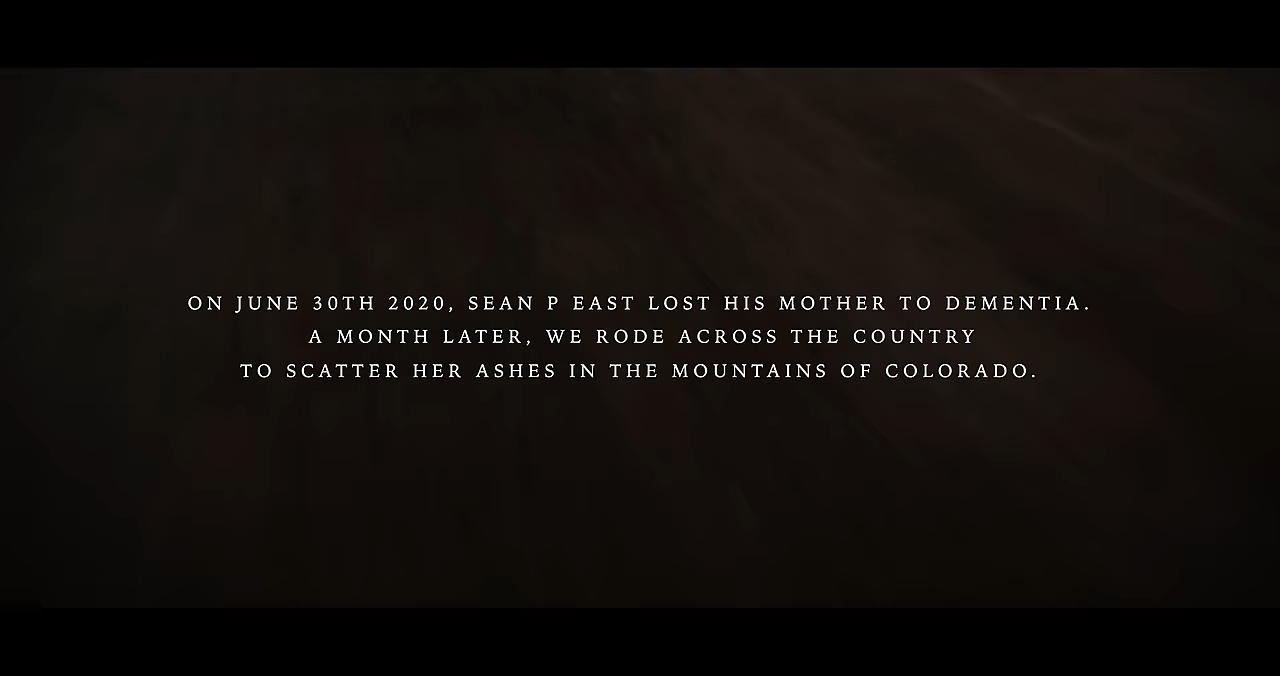 ON JUNE 30TH 2020, SEAN P EAST LOST HIS MOTHER TO DEMENTIA.
A MONTH LATER, WE RODE ACROSS THE COUNTRY
TO SCATTER HER ASHES IN THE MOUNTAINS OF COLORADO.